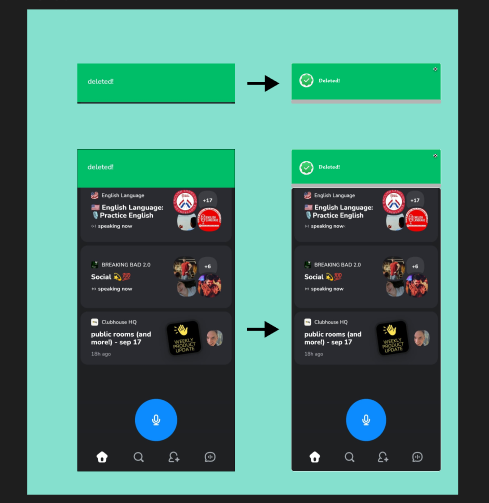 deleted!
Deleted!
deleted!
English Language
+17
English Language:
Practice English
speaking now
BREAKING BAD 2.0
+6
Social
speaking now
Clubhouse HQ
public rooms (and
more!) - sep 17
18h ago
WEEKLY
PRODUCT
UPDATE
Deleted!
English Language
+17
English Language:
Practice English
speaking now
BREAKING BAD 2.0
+6
Social
speaking now
Clubhouse HQ
public rooms (and
more!) - sep 17
18h ago
WEEKLY
PRODUCT
UPDATE